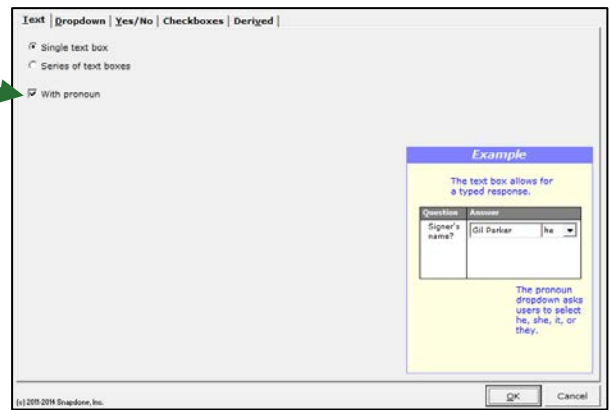 Text | Dropdown | Yes/No | Checkboxes | Derived
Single text box
Series of text boxes
With pronoun
Example
The text box allows for
a typed response.
Question Answer
Signer's
name?
Gil Parker he
The pronoun
dropdown asks
users to select
he, she, it, or
they.
(c) 2011-2014 Snapdone, Inc.
OK Cancel